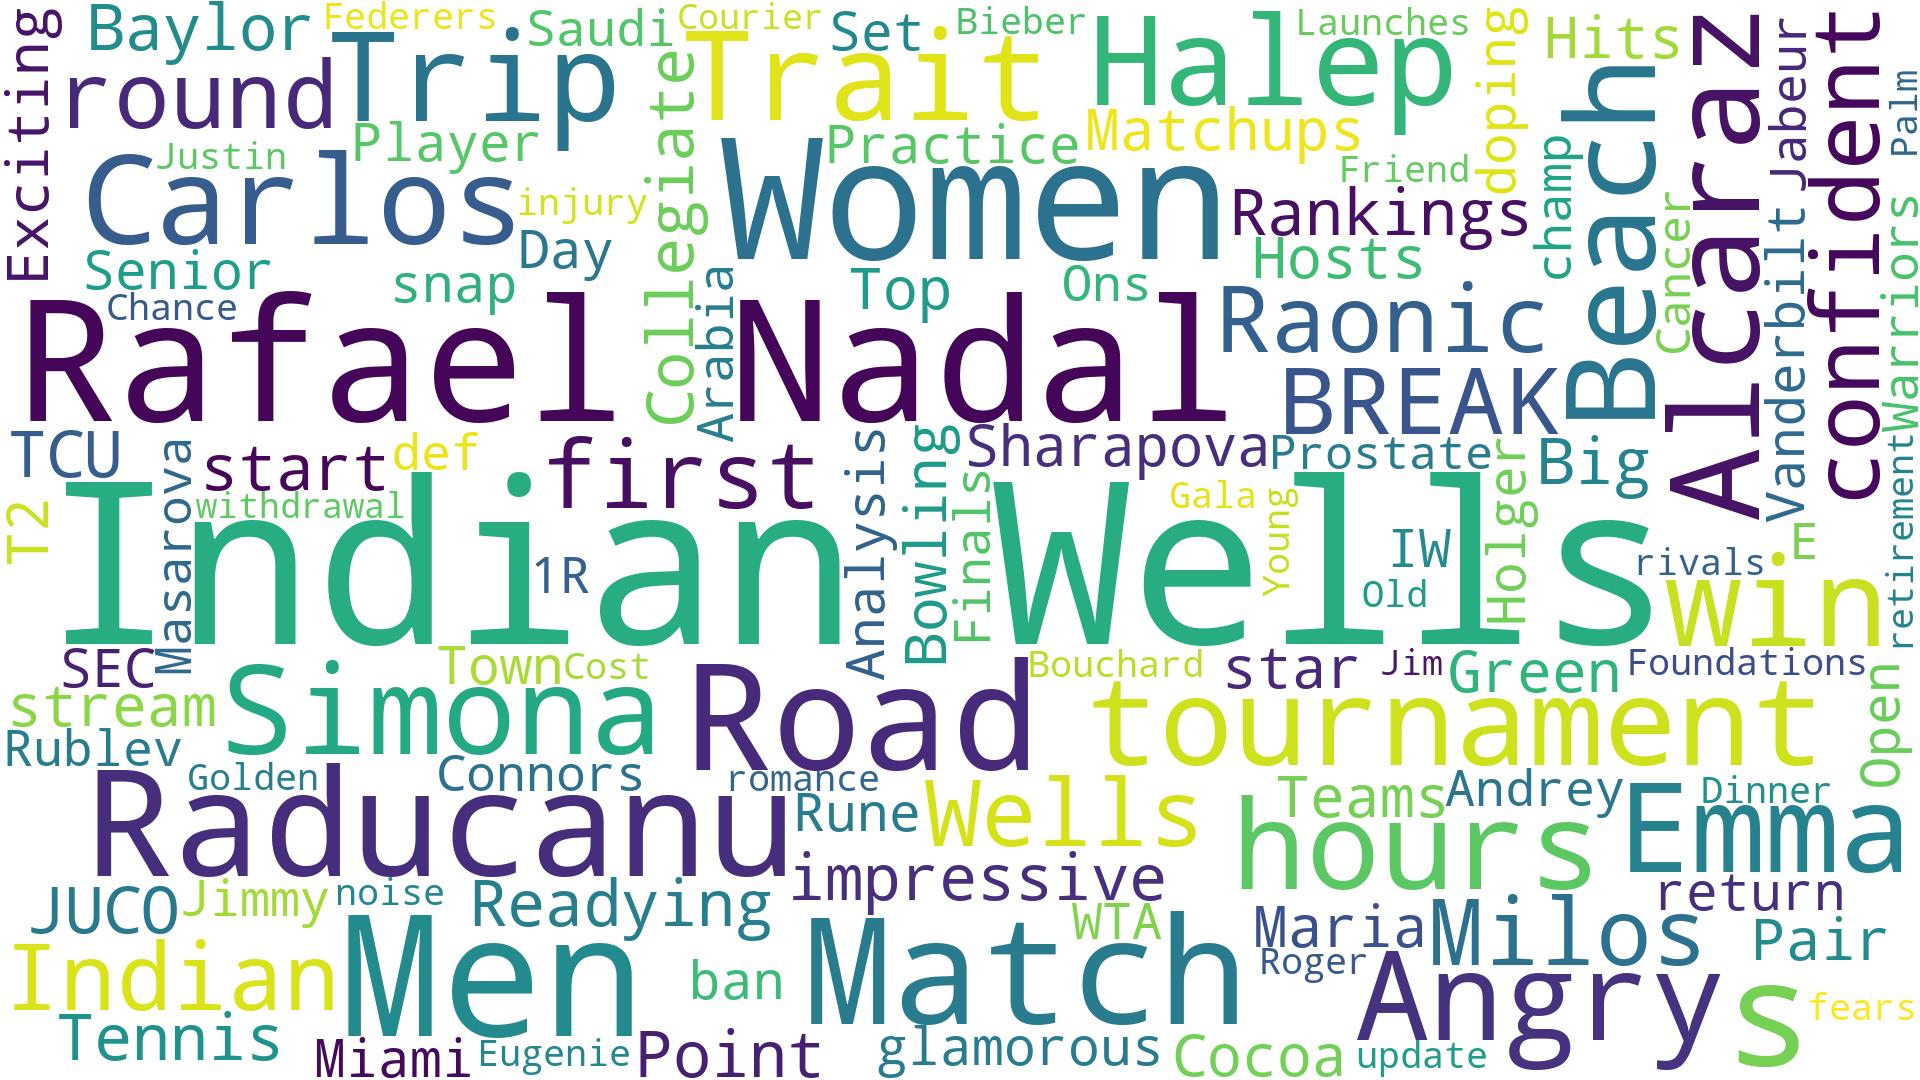 Exciting
Baylor
Federers
Saudi
Courier
Set
Bieber
Launches
Hits
round
Trip
Trait
Halep
doping
Beach
Alcaraz
Jabeur
confident
Palm
Carlos
Justin
Player
Collegiate
Women
Practice
Matchups
Friend
champ
injury
Day
Rankings
Cancer
Vanderbilt
Warriors
Senior
Chance
snap
Arabia
Top
Ons
Hosts
Raonic
Rafael
Nadal
BREAK
TCU
Masarova
start
def
first
Analysis
Bowling
Finals
Sharapova
Prostate
Holger
Big
retirement
T2
withdrawal
Indian Wells
1R
Gala
Young
IW
Old
rivals
E
win
SEC
Town
Cost
Bouchard
star
Jim
Green
Foundations
Open
stream
Simona
Road
tournament
Rublev
Golden
Connors
romance
Raducanu
Rune
Wells
Teams
Andrey
Dinner
hours
Emma
impressive
return
JUCO
Jimmy
noise
Readying
WTA
Maria
Milos
Pair
Indian
Men
ban
Match
Roger
Angry
s
fears
Tennis
Miami
Eugenie
Point
glamorous
Cocoa
update